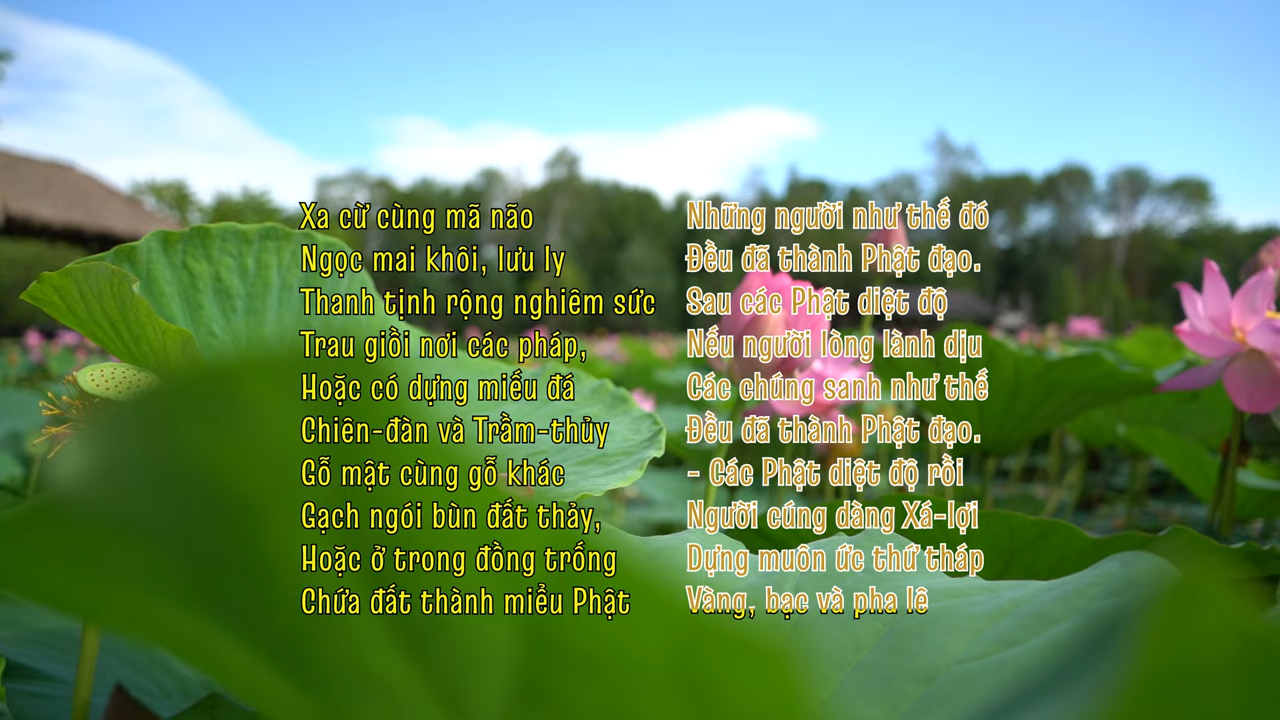 Xa cừ cùng mã não
Ngọc mai khôi, lưu ly
Thanh tịnh rộng nghiêm sức
Trau giồi nơi các pháp,
Hoặc có dựng miếu đá
Chiên-đàn và Trầm-thủy
Gỗ mật cùng gỗ khác
Gạch ngói bùn đất thảy,
Hoặc ở trong đồng trống
Chứa đất thành miểu Phật
Những người như thế đó
Đều đã thành Phật đạo.
Sau các Phật diệt độ
Nếu người lòng lành dịu
Các chúng sanh như thế
Đều đã thành Phật đạo.
- Các Phật diệt độ rồi
Người cúng dàng Xá-lợi
Dựng muôn ức thứ tháp
Vàng, bạc và pha lê